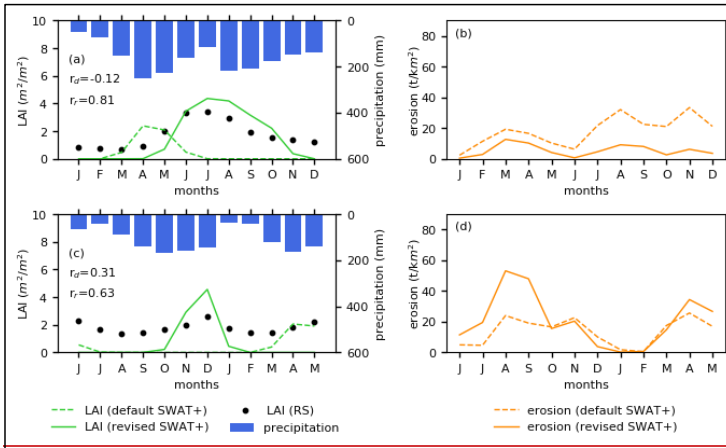 (a)
r_d=-0.12
r_r=0.81
LAI (m²/m²)
10
8
6
4
2
0
0
200
400
600
precipitation (mm)
J F M A M J J A S O N D
months
(b)
erosion (t/km²)
80
60
40
20
0
J F M A M J J A S O N D
months
(c)
r_d=0.31
r_r=0.63
LAI (m²/m²)
10
8
6
4
2
0
0
200
400
600
precipitation (mm)
J J A S O N D J F M A M
months
(d)
erosion (t/km²)
80
60
40
20
0
J J A S O N D J F M A M
months
LAI (default SWAT+)
LAI (revised SWAT+)
LAI (RS)
precipitation
erosion (default SWAT+)
erosion (revised SWAT+)